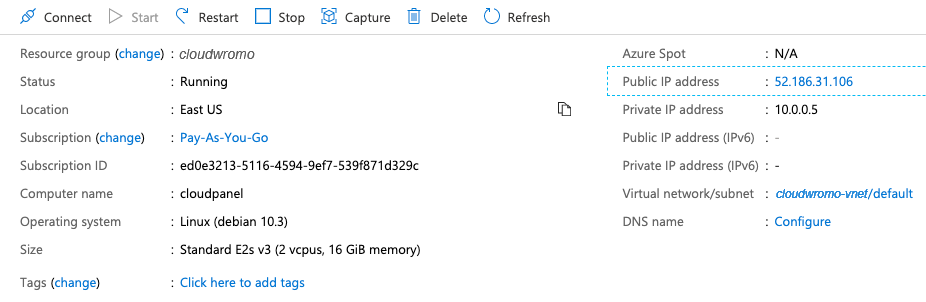 Connect Start Restart Stop Capture Delete Refresh
Resource group (change) : cloudwromo
Status : Running
Location : East US
Subscription (change) : Pay-As-You-Go
Subscription ID : ed0e3213-5116-4594-9ef7-539f871d329c
Computer name : cloudpanel
Operating system : Linux (debian 10.3)
Size : Standard E2s v3 (2 vcpus, 16 GiB memory)
Tags (change) : Click here to add tags
Azure Spot : N/A
Public IP address : 52.186.31.106
Private IP address : 10.0.0.5
Public IP address (IPv6) : -
Private IP address (IPv6) : -
Virtual network/subnet : cloudwromo-vnet/default
DNS name : Configure